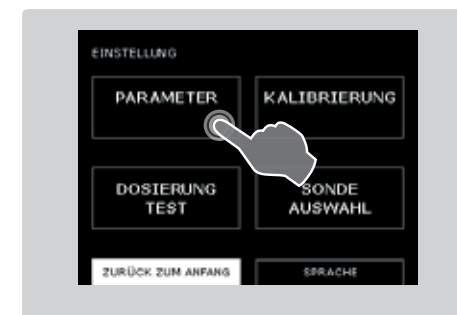 EINSTELLUNG
PARAMETER
KALIBRIERUNG
DOSIERUNG
TEST
SONDE
AUSWAHL
ZURÜCK ZUM ANFANG
SPRACHE